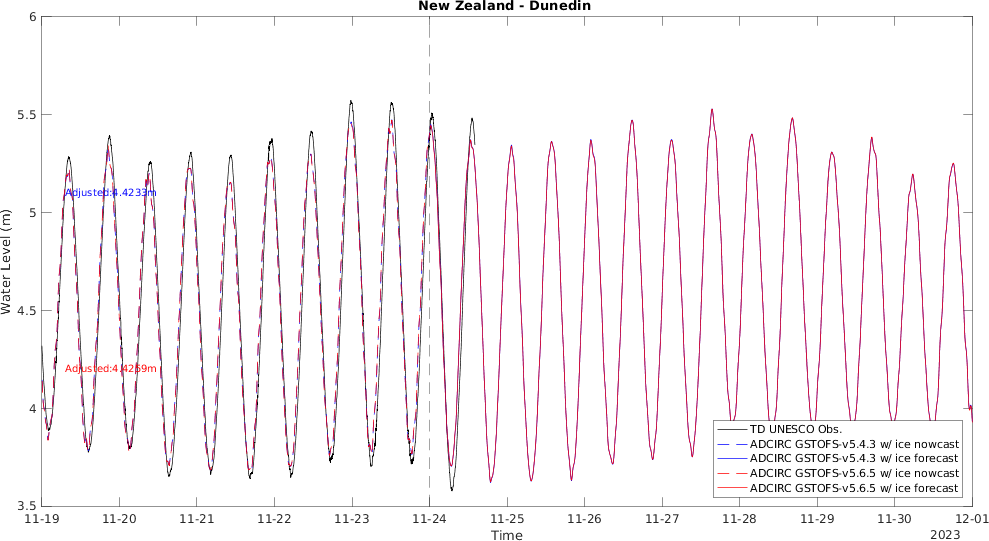 New Zealand - Dunedin
6
5.5
5
4.5
4
3.5
Water Level (m)
Adjusted:4.4233m
Adjusted:4.4269m
TD UNESCO Obs.
ADCIRC GSTOFS-v5.4.3 w/ ice nowcast
ADCIRC GSTOFS-v5.4.3 w/ ice forecast
ADCIRC GSTOFS-v5.6.5 w/ ice nowcast
ADCIRC GSTOFS-v5.6.5 w/ ice forecast
11-19 11-20 11-21 11-22 11-23 11-24 11-25 11-26 11-27 11-28 11-29 11-30 12-01
Time
2023